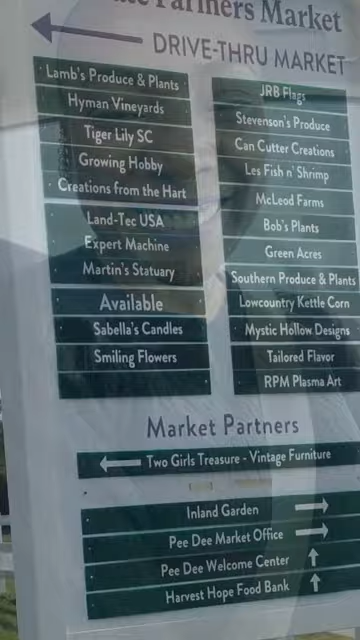 Farmers Market
DRIVE-THRU MARKET
Lamb's Produce & Plants
Hyman Vineyards
Tiger Lily SC
Growing Hobby
Creations from the Hart
Land-Tec USA
Expert Machine
Martin's Statuary
Available
Sabella's Candles
Smiling Flowers
JRB Flags
Stevenson's Produce
Can Cutter Creations
Les Fish n' Shrimp
McLeod Farms
Bob's Plants
Green Acres
Southern Produce & Plants
Lowcountry Kettle Corn
Mystic Hollow Designs
Tailored Flavor
RPM Plasma Art
Market Partners
Two Girls Treasure - Vintage Furniture
Inland Garden
Pee Dee Market Office
Pee Dee Welcome Center
Harvest Hope Food Bank